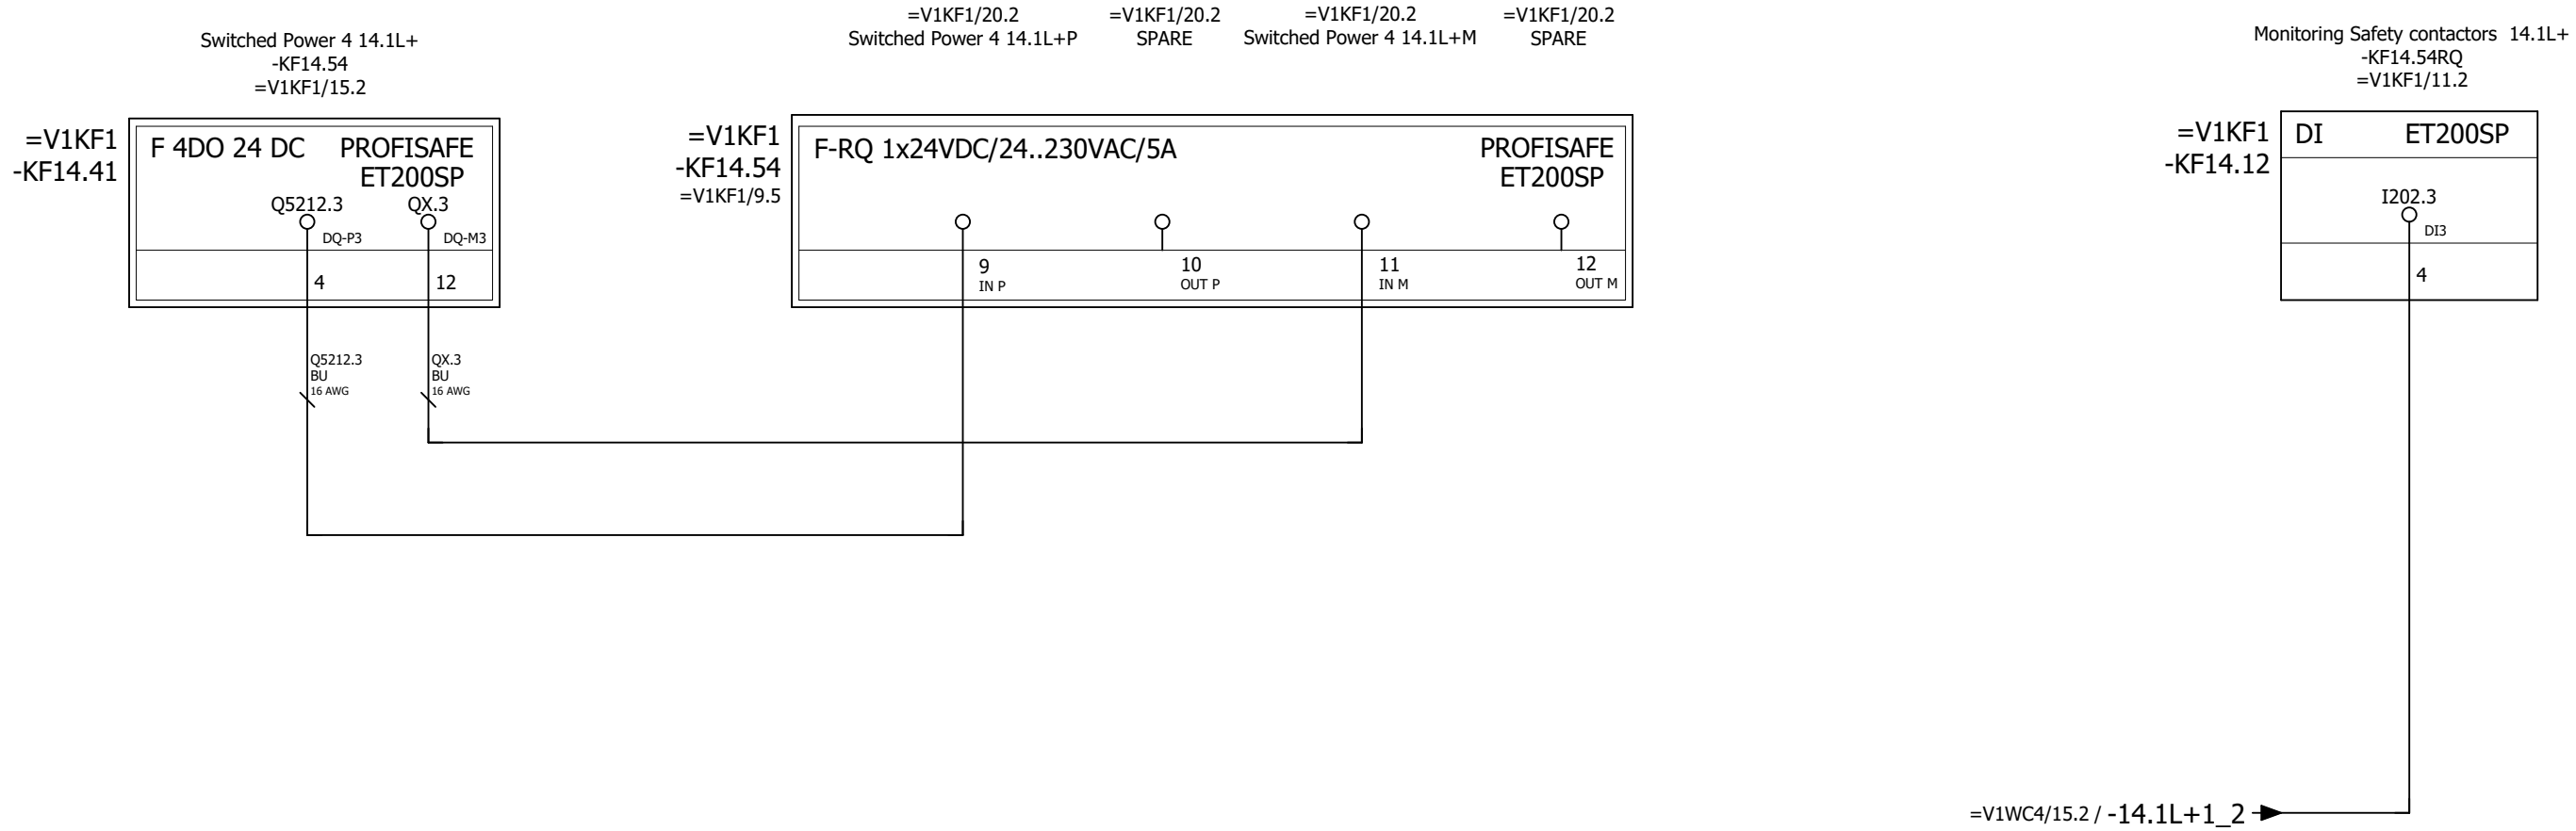 Switched Power 4 14.1L+
-KF14.54
=V1KF1/15.2
=V1KF1
-KF14.41
F 4DO 24 DC PROFISAFE
ET200SP
Q5212.3 QX.3
DQ-P3 DQ-M3
4 12
Q5212.3
BU
16 AWG
QX.3
BU
16 AWG
=V1KF1/20.2
Switched Power 4 14.1L+P
=V1KF1/20.2
SPARE
=V1KF1/20.2
Switched Power 4 14.1L+M
=V1KF1/20.2
SPARE
=V1KF1
-KF14.54
=V1KF1/9.5
F-RQ 1x24VDC/24..230VAC/5A PROFISAFE
ET200SP
9
IN P
10
OUT P
11
IN M
12
OUT M
Monitoring Safety contactors 14.1L+
-KF14.54RQ
=V1KF1/11.2
=V1KF1
-KF14.12
DI ET200SP
I202.3
DI3
4
=V1WC4/15.2 / -14.1L+1_2